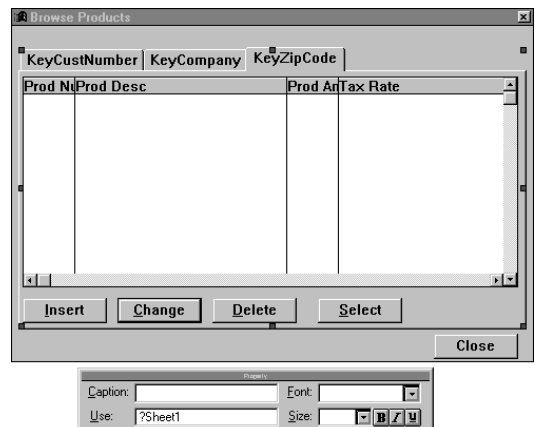 Browse Products
KeyCustNumber KeyCompany KeyZipCode
Prod Nu Prod Desc Prod Am Tax Rate
Insert Change Delete Select
Close
Property
Caption: Font:
Use: ?Sheet1 Size: B I U